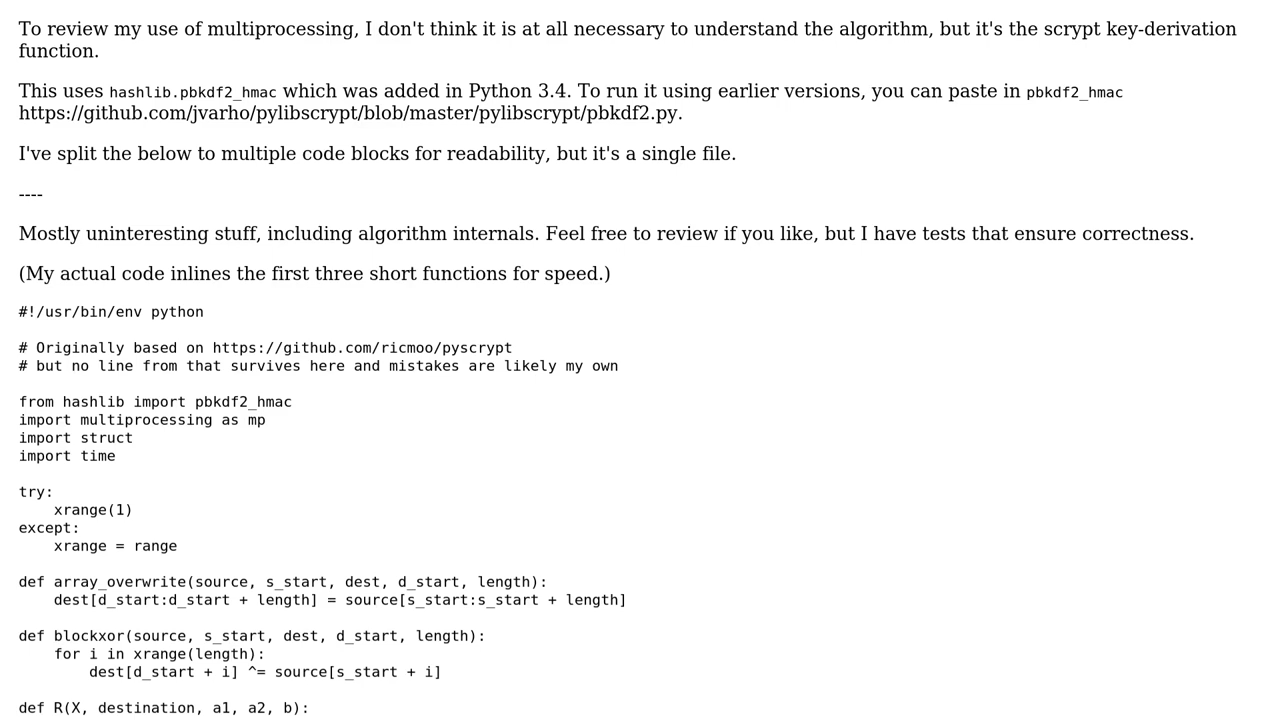 To review my use of multiprocessing, I don't think it is at all necessary to understand the algorithm, but it's the scrypt key-derivation
function.
This uses hashlib.pbkdf2_hmac which was added in Python 3.4. To run it using earlier versions, you can paste in pbkdf2_hmac
https://github.com/jvarho/pylibscrypt/blob/master/pylibscrypt/pbkdf2.py.
I've split the below to multiple code blocks for readability, but it's a single file.
----
Mostly uninteresting stuff, including algorithm internals. Feel free to review if you like, but I have tests that ensure correctness.
(My actual code inlines the first three short functions for speed.)
#!/usr/bin/env python
# Originally based on https://github.com/ricmoo/pyscrypt
# but no line from that survives here and mistakes are likely my own
from hashlib import pbkdf2_hmac
import multiprocessing as mp
import struct
import time
try:
    xrange(1)
except:
    xrange = range
def array_overwrite(source, s_start, dest, d_start, length):
    dest[d_start:d_start + length] = source[s_start:s_start + length]
def blockxor(source, s_start, dest, d_start, length):
    for i in xrange(length):
        dest[d_start + i] ^= source[s_start + i]
def R(X, destination, a1, a2, b):